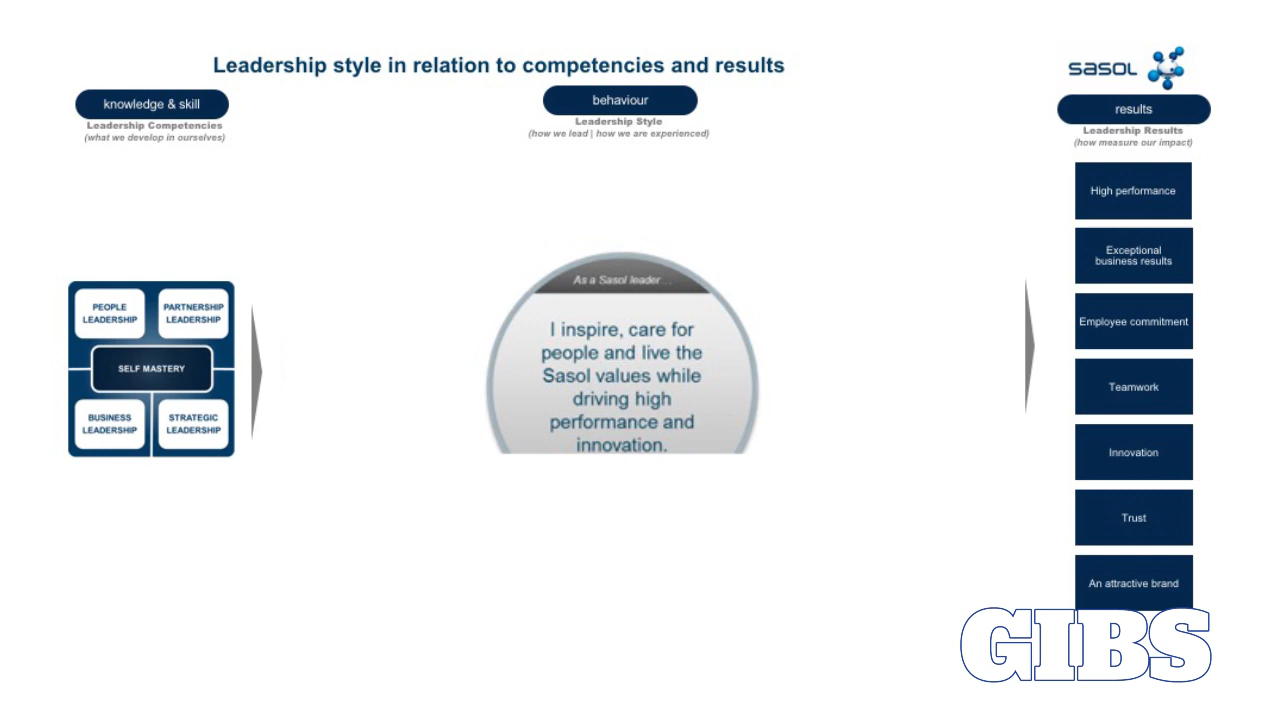 Leadership style in relation to competencies and results
sasol
knowledge & skill
Leadership Competencies
(what we develop in ourselves)
behaviour
Leadership Style
(how we lead | how we are experienced)
results
Leadership Results
(how measure our impact)
PEOPLE
LEADERSHIP
PARTNERSHIP
LEADERSHIP
SELF MASTERY
BUSINESS
LEADERSHIP
STRATEGIC
LEADERSHIP
As a Sasol leader…
I inspire, care for
people and live the
Sasol values while
driving high
performance and
innovation.
High performance
Exceptional
business results
Employee commitment
Teamwork
Innovation
Trust
An attractive brand
GIBS